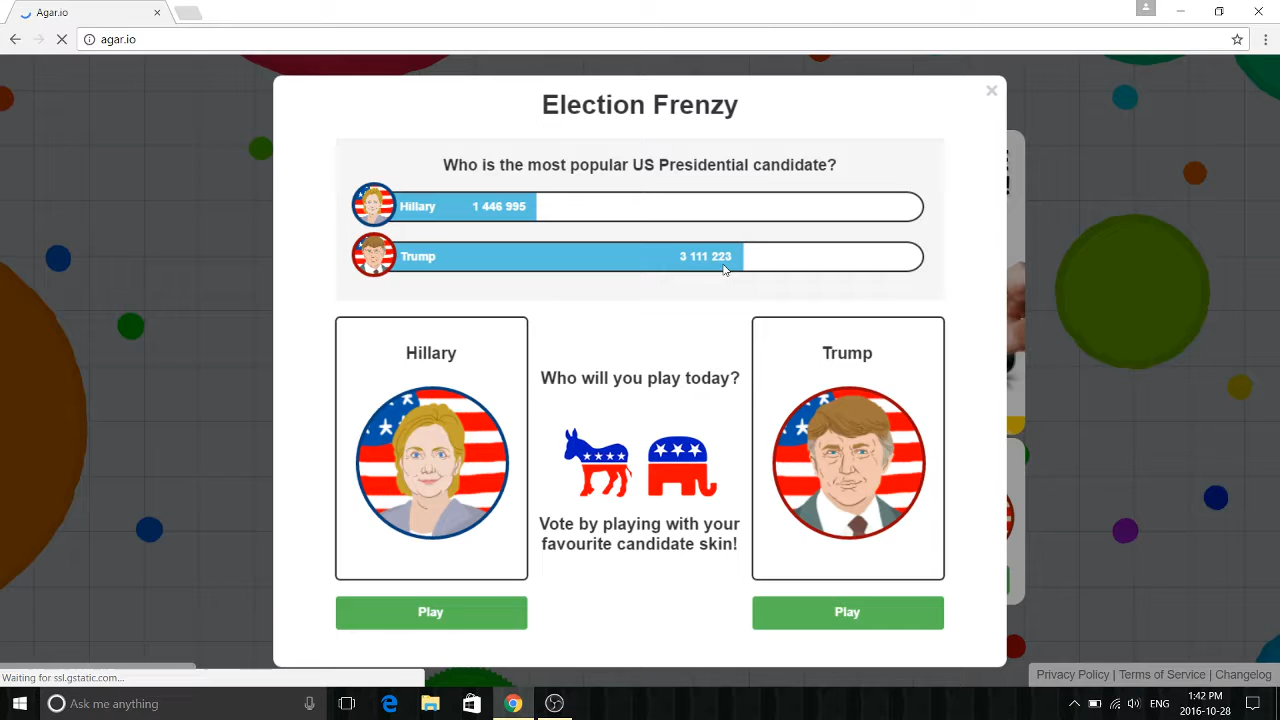 Agar.io
agar.io
Election Frenzy
Who is the most popular US Presidential candidate?
Hillary 1 446 995
Trump 3 111 223
Hillary
Trump
Who will you play today?
Vote by playing with your
favourite candidate skin!
Play
Play
Waiting for ssl.gstatic.com...
Privacy Policy | Terms of Service | Changelog
Ask me anything
ENG
1:42 PM
2016-10-28